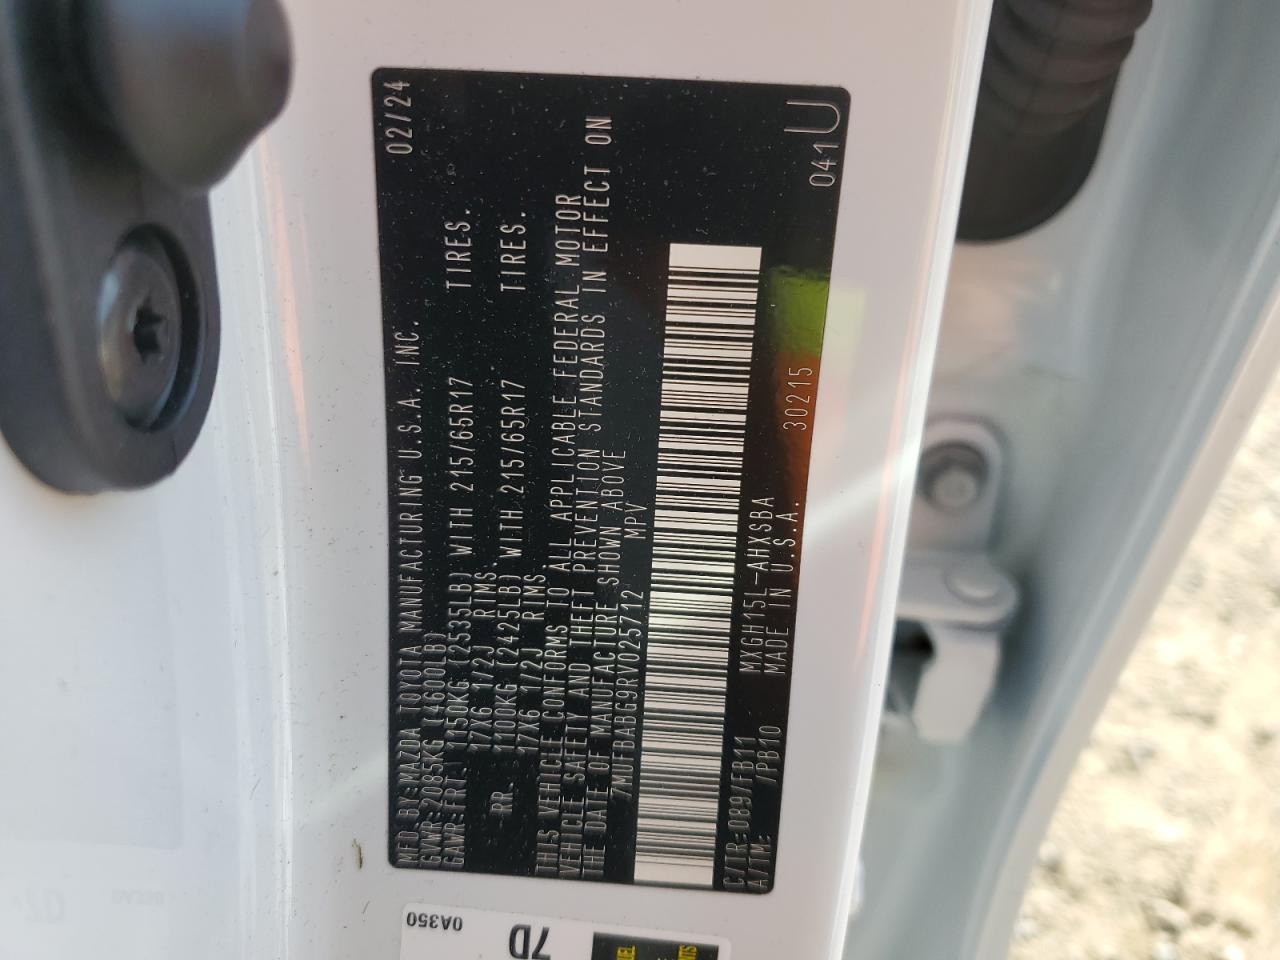 MFD BY:MAZDA TOYOTA MANUFACTURING U.S.A. INC. 02/24
GVWR:2085KG (4600LB)
GAWR:FRT. 1150KG (2535LB) WITH 215/65R17 TIRES.
17X6 1/2J RIMS.
RR. 1100KG (2425LB) WITH 215/65R17 TIRES.
17X6 1/2J RIMS.
THIS VEHICLE CONFORMS TO ALL APPLICABLE FEDERAL MOTOR
VEHICLE SAFETY AND THEFT PREVENTION STANDARDS IN EFFECT ON
THE DATE OF MANUFACTURE SHOWN ABOVE
7MUFBABG9RV025712 MPV
C/TR:089/FB11 MXGH15L-AHXSBA
A/TM: /PB10 MADE IN U.S.A. 30215 041U
0A350
7D